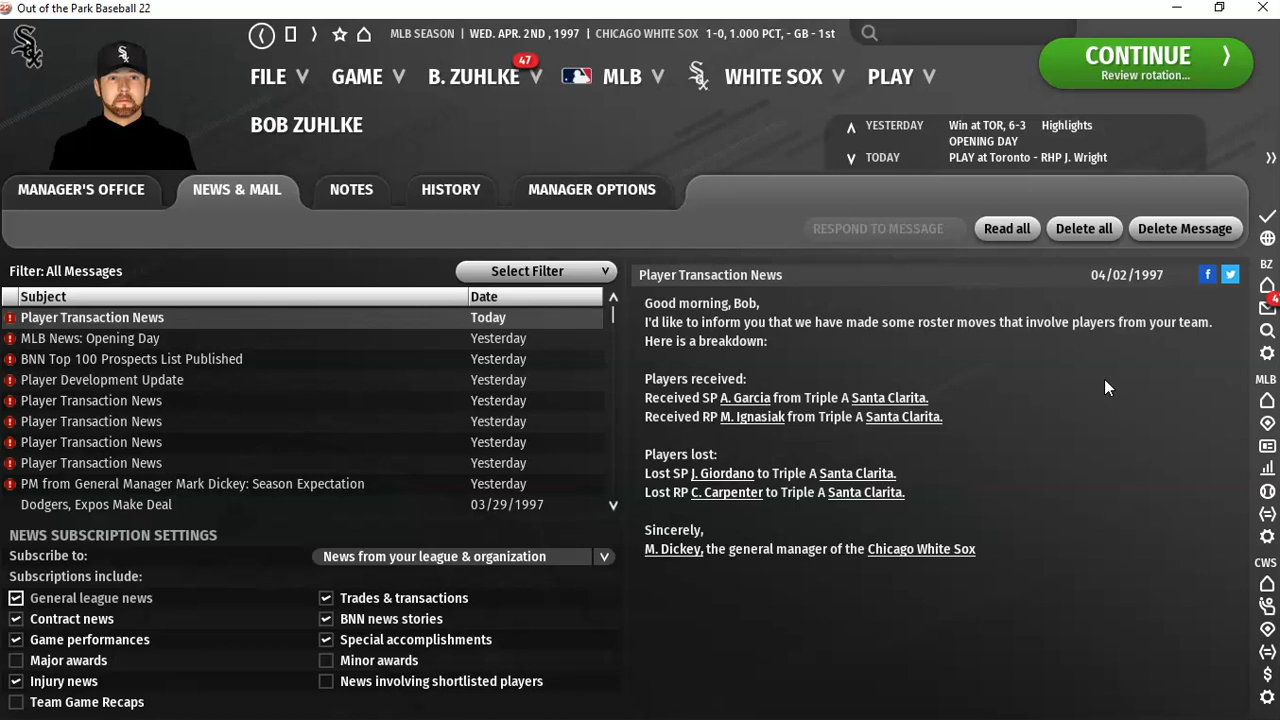 Out of the Park Baseball 22
MLB SEASON | WED. APR. 2ND , 1997 | CHICAGO WHITE SOX 1-0, 1.000 PCT, - GB - 1st
CONTINUE
Review rotation...
FILE GAME B. ZUHLKE 47 MLB WHITE SOX PLAY
BOB ZUHLKE
YESTERDAY Win at TOR, 6-3 Highlights
OPENING DAY
TODAY PLAY at Toronto - RHP J. Wright
MANAGER'S OFFICE NEWS & MAIL NOTES HISTORY MANAGER OPTIONS
RESPOND TO MESSAGE Read all Delete all Delete Message
Filter: All Messages Select Filter
Subject Date
Player Transaction News Today
MLB News: Opening Day Yesterday
BNN Top 100 Prospects List Published Yesterday
Player Development Update Yesterday
Player Transaction News Yesterday
Player Transaction News Yesterday
Player Transaction News Yesterday
Player Transaction News Yesterday
PM from General Manager Mark Dickey: Season Expectation Yesterday
Dodgers, Expos Make Deal 03/29/1997
NEWS SUBSCRIPTION SETTINGS
Subscribe to: News from your league & organization
Subscriptions include:
General league news Trades & transactions
Contract news BNN news stories
Game performances Special accomplishments
Major awards Minor awards
Injury news News involving shortlisted players
Team Game Recaps
Player Transaction News 04/02/1997
Good morning, Bob,
I'd like to inform you that we have made some roster moves that involve players from your team.
Here is a breakdown:
Players received:
Received SP A. Garcia from Triple A Santa Clarita.
Received RP M. Ignasiak from Triple A Santa Clarita.
Players lost:
Lost SP J. Giordano to Triple A Santa Clarita.
Lost RP C. Carpenter to Triple A Santa Clarita.
Sincerely,
M. Dickey, the general manager of the Chicago White Sox
BZ
4
MLB
CWS